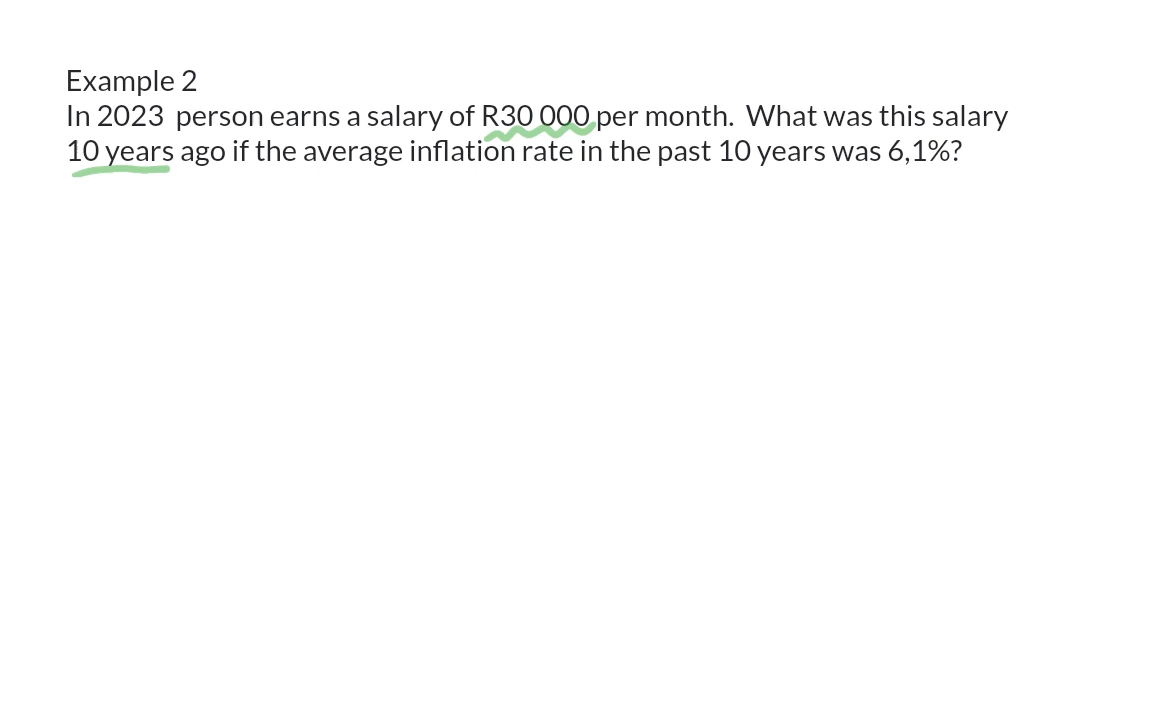 Example 2
In 2023 person earns a salary of R30 000 per month. What was this salary
10 years ago if the average inflation rate in the past 10 years was 6,1%?